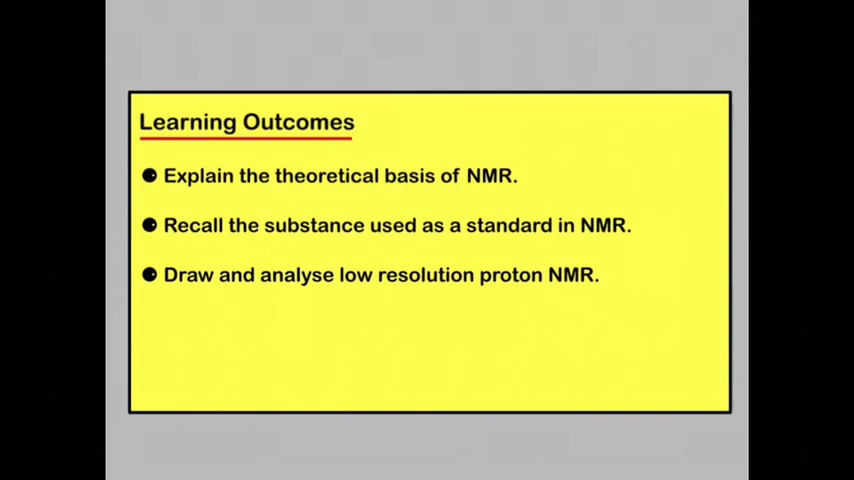 Learning Outcomes
Explain the theoretical basis of NMR.
Recall the substance used as a standard in NMR.
Draw and analyse low resolution proton NMR.